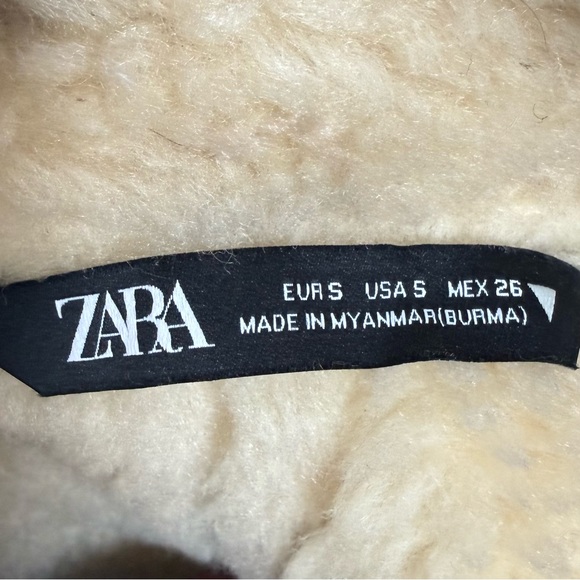 ZARA
EUR S USA S MEX 26
MADE IN MYANMAR(BURMA)